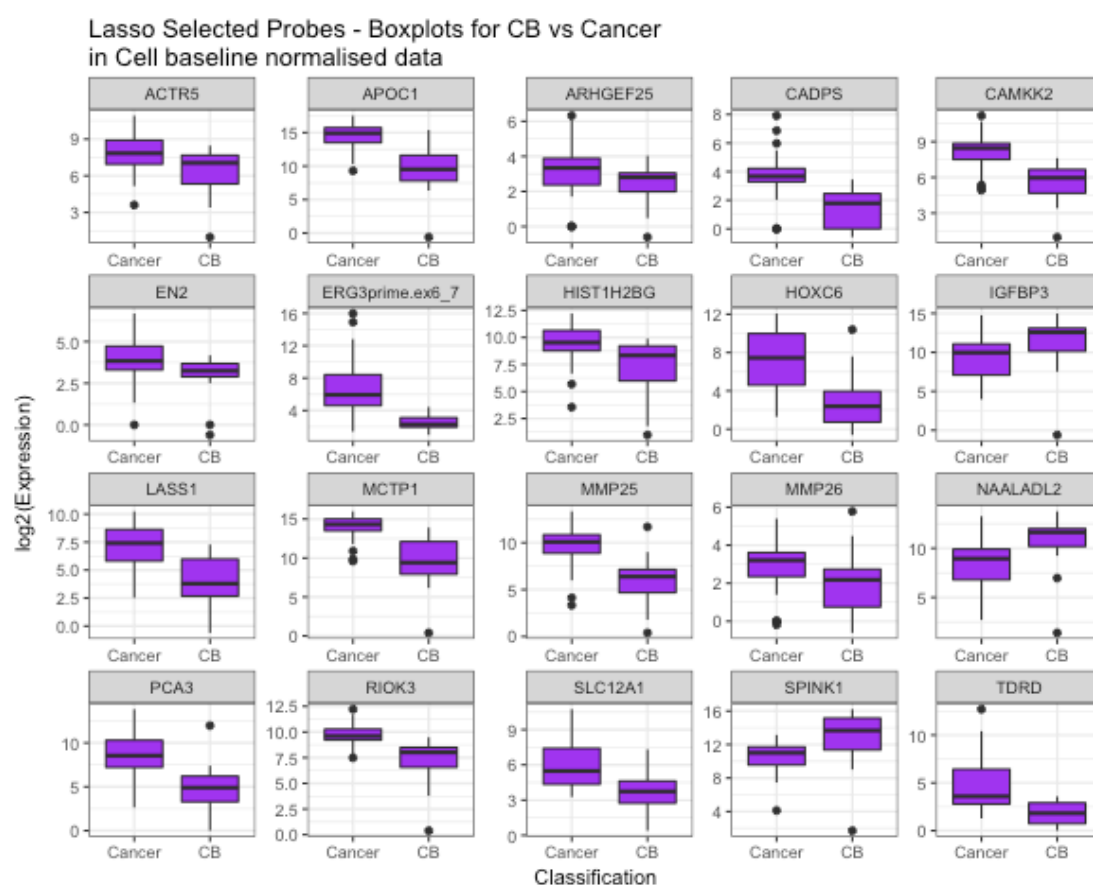 Lasso Selected Probes - Boxplots for CB vs Cancer
in Cell baseline normalised data
ACTR5 APOC1 ARHGEF25 CADPS CAMKK2
9 6 3
15 10 5 0
6 4 2 0
8 6 4 2 0
9 6 3
Cancer CB Cancer CB Cancer CB Cancer CB Cancer CB
EN2 ERG3prime.ex6_7 HIST1H2BG HOXC6 IGFBP3
5.0 2.5 0.0
16 12 8 4
12.5 10.0 7.5 5.0 2.5
12 8 4 0
15 10 5 0
Cancer CB Cancer CB Cancer CB Cancer CB Cancer CB
LASS1 MCTP1 MMP25 MMP26 NAALADL2
10.0 7.5 5.0 2.5 0.0
15 10 5 0
10 5 0
6 4 2 0
10 5
Cancer CB Cancer CB Cancer CB Cancer CB Cancer CB
PCA3 RIOK3 SLC12A1 SPINK1 TDRD
10 5 0
12.5 10.0 7.5 5.0 2.5 0.0
9 6 3 0
16 12 8 4
10 5 0
Cancer CB Cancer CB Cancer CB Cancer CB Cancer CB
log2(Expression)
Classification